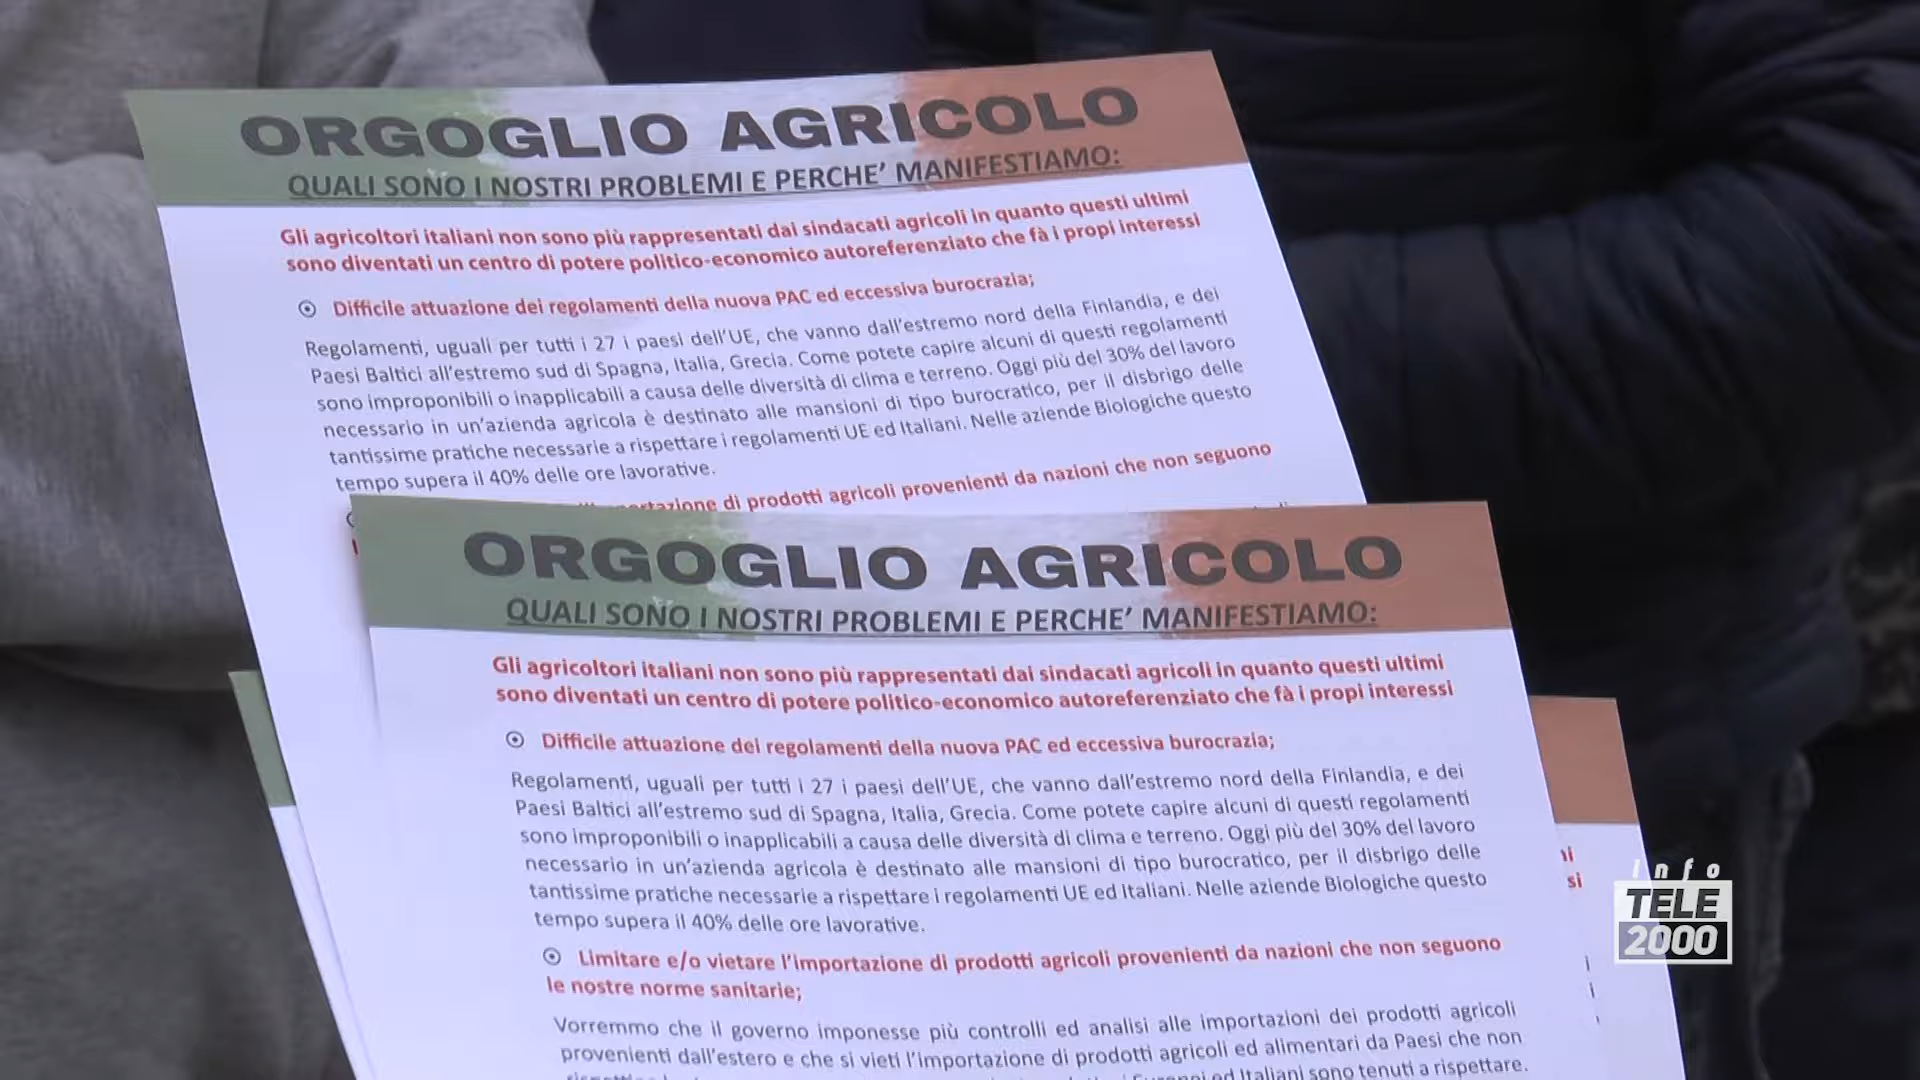 ORGOGLIO AGRICOLO
QUALI SONO I NOSTRI PROBLEMI E PERCHE’ MANIFESTIAMO:
Gli agricoltori italiani non sono più rappresentati dai sindacati agricoli in quanto questi ultimi
sono diventati un centro di potere politico-economico autoreferenziato che fà i propi interessi
Difficile attuazione dei regolamenti della nuova PAC ed eccessiva burocrazia;
Regolamenti, uguali per tutti i 27 i paesi dell’UE, che vanno dall’estremo nord della Finlandia, e dei
Paesi Baltici all’estremo sud di Spagna, Italia, Grecia. Come potete capire alcuni di questi regolamenti
sono improponibili o inapplicabili a causa delle diversità di clima e terreno. Oggi più del 30% del lavoro
necessario in un’azienda agricola è destinato alle mansioni di tipo burocratico, per il disbrigo delle
tantissime pratiche necessarie a rispettare i regolamenti UE ed Italiani. Nelle aziende Biologiche questo
tempo supera il 40% delle ore lavorative.
di prodotti agricoli provenienti da nazioni che non seguono
ORGOGLIO AGRICOLO
QUALI SONO I NOSTRI PROBLEMI E PERCHE’ MANIFESTIAMO:
Gli agricoltori italiani non sono più rappresentati dai sindacati agricoli in quanto questi ultimi
sono diventati un centro di potere politico-economico autoreferenziato che fà i propi interessi
Difficile attuazione dei regolamenti della nuova PAC ed eccessiva burocrazia;
Regolamenti, uguali per tutti i 27 i paesi dell’UE, che vanno dall’estremo nord della Finlandia, e dei
Paesi Baltici all’estremo sud di Spagna, Italia, Grecia. Come potete capire alcuni di questi regolamenti
sono improponibili o inapplicabili a causa delle diversità di clima e terreno. Oggi più del 30% del lavoro
necessario in un’azienda agricola è destinato alle mansioni di tipo burocratico, per il disbrigo delle
tantissime pratiche necessarie a rispettare i regolamenti UE ed Italiani. Nelle aziende Biologiche questo
tempo supera il 40% delle ore lavorative.
Limitare e/o vietare l’importazione di prodotti agricoli provenienti da nazioni che non seguono
le nostre norme sanitarie;
Vorremmo che il governo imponesse più controlli ed analisi alle importazioni dei prodotti agricoli
provenienti dall’estero e che si vieti l’importazione di prodotti agricoli ed alimentari da Paesi che non
ed Italiani sono tenuti a rispettare.
info
TELE
2000